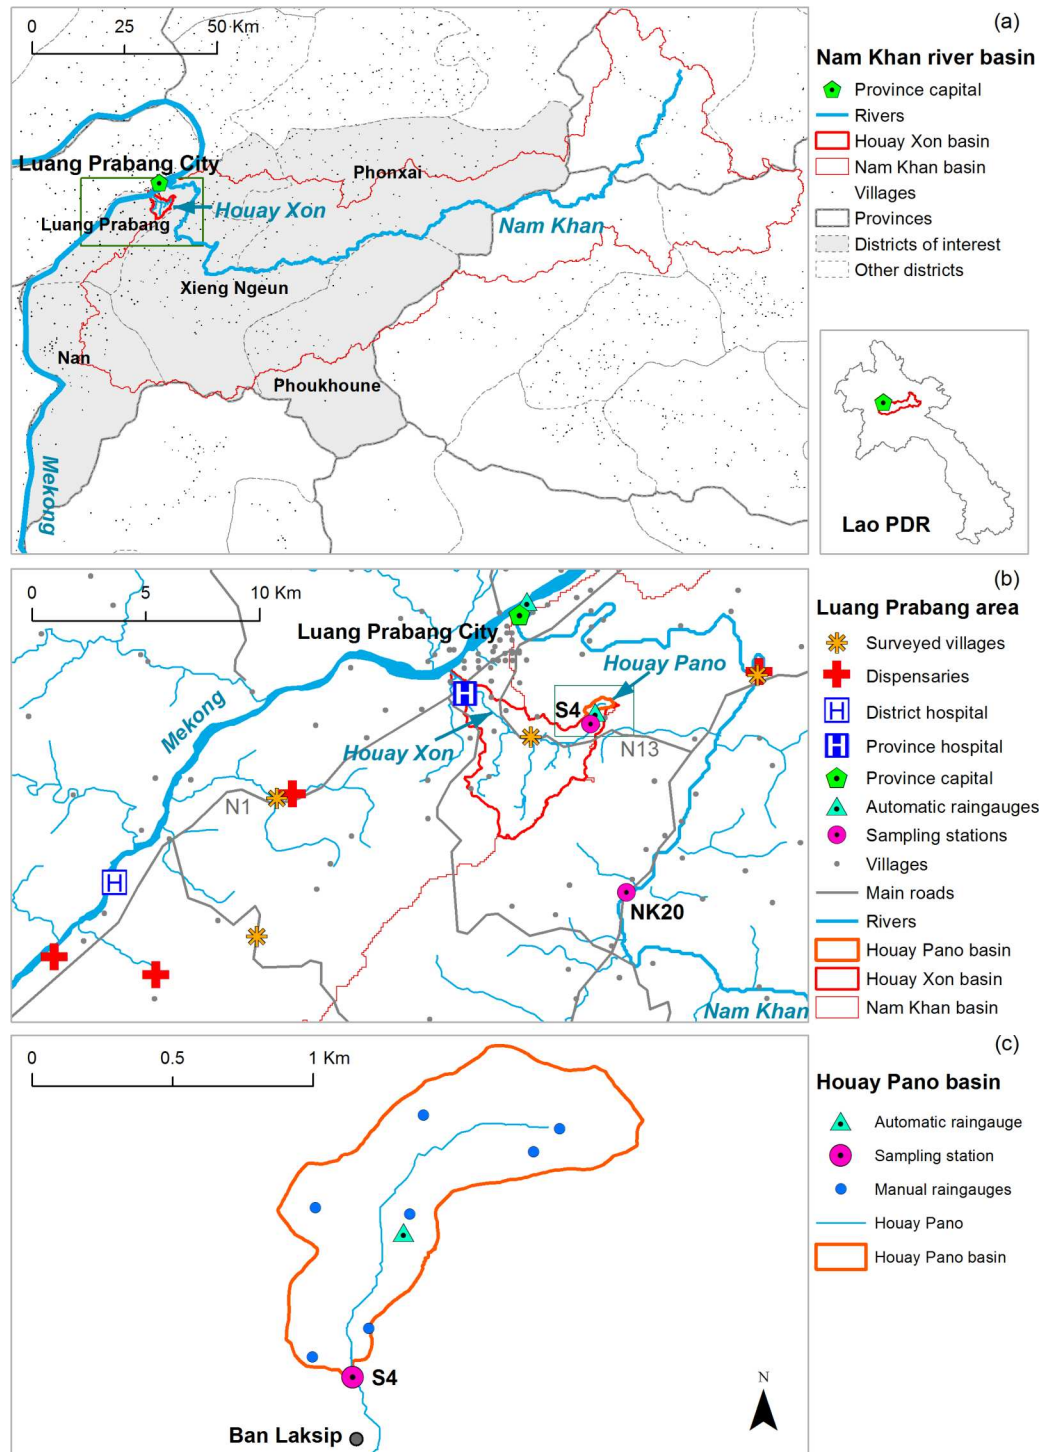 0 25 50 Km
Luang Prabang City
Phonxai
Houay Xon
Luang Prabang
Nam Khan
Xieng Ngeun
Nan
Phoukhoune
Mekong
(a)
Nam Khan river basin
Province capital
Rivers
Houay Xon basin
Nam Khan basin
Villages
Provinces
Districts of interest
Other districts
Lao PDR
0 5 10 Km
Luang Prabang City
Houay Pano
Mekong
H
S4
Houay Xon
N13
N1
H
NK20
Nam Khan
(b)
Luang Prabang area
Surveyed villages
Dispensaries
H District hospital
H Province hospital
Province capital
Automatic raingauges
Sampling stations
Villages
Main roads
Rivers
Houay Pano basin
Houay Xon basin
Nam Khan basin
0 0.5 1 Km
S4
Ban Laksip
N
(c)
Houay Pano basin
Automatic raingauge
Sampling station
Manual raingauges
Houay Pano
Houay Pano basin